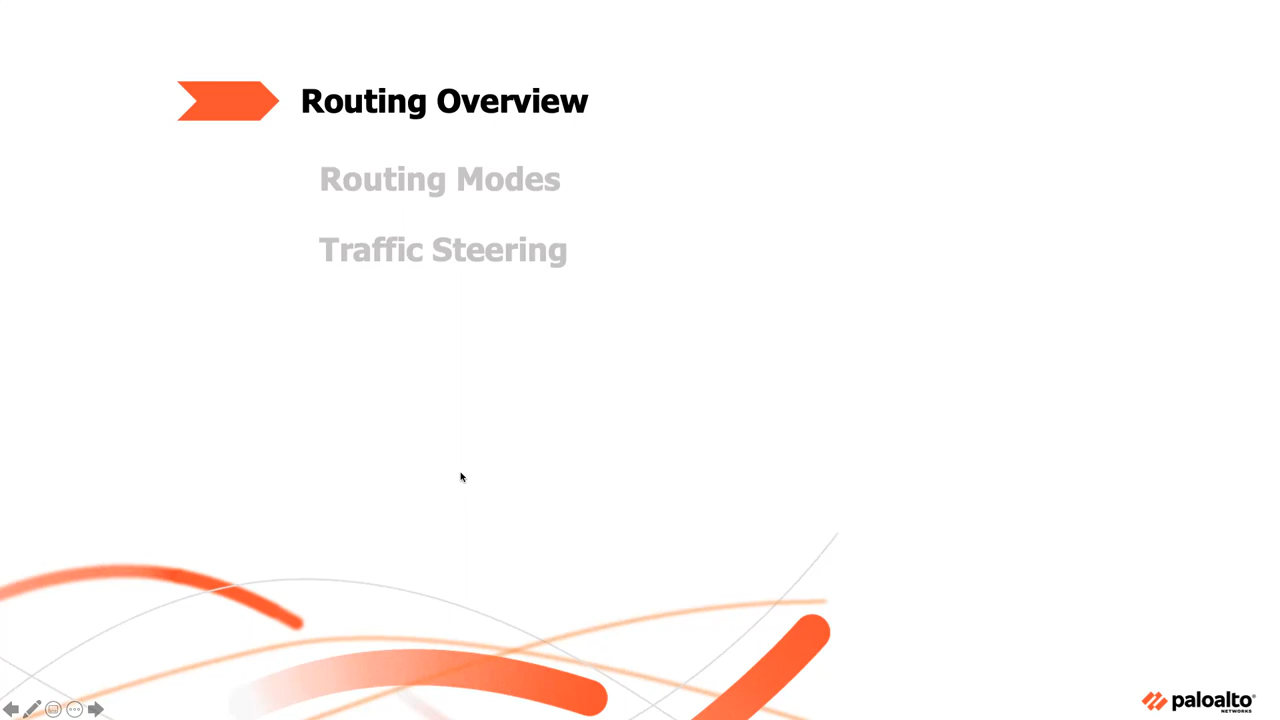 Routing Overview
Routing Modes
Traffic Steering
paloalto
NETWORKS